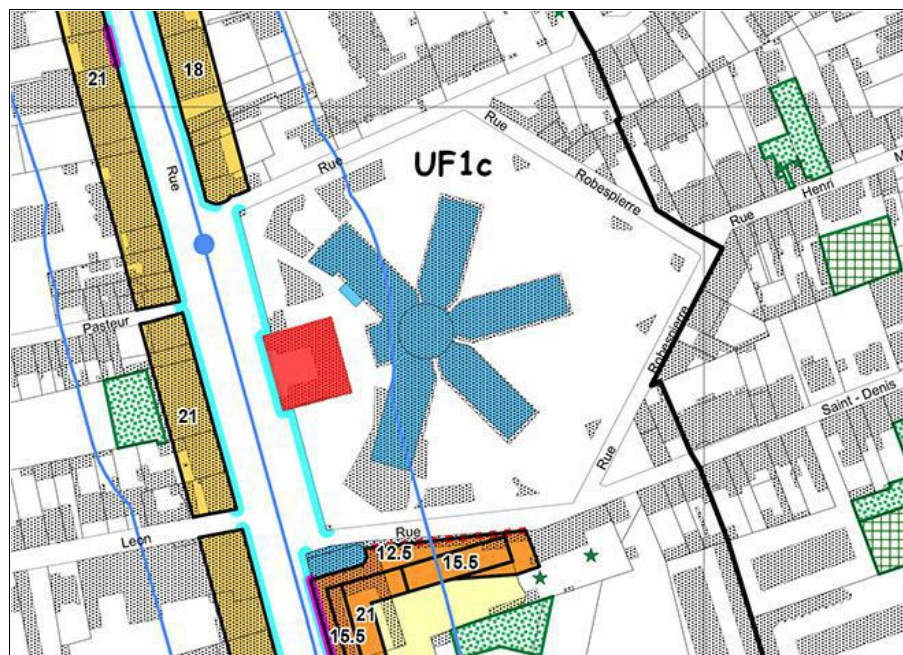 21
18
Rue
Rue
Rue
UF1c
Robespierre
Rue
Henri
M
Pasteur
Robespierre
21
Saint - Denis
Rue
Leon
Rue
12.5
15.5
21
15.5